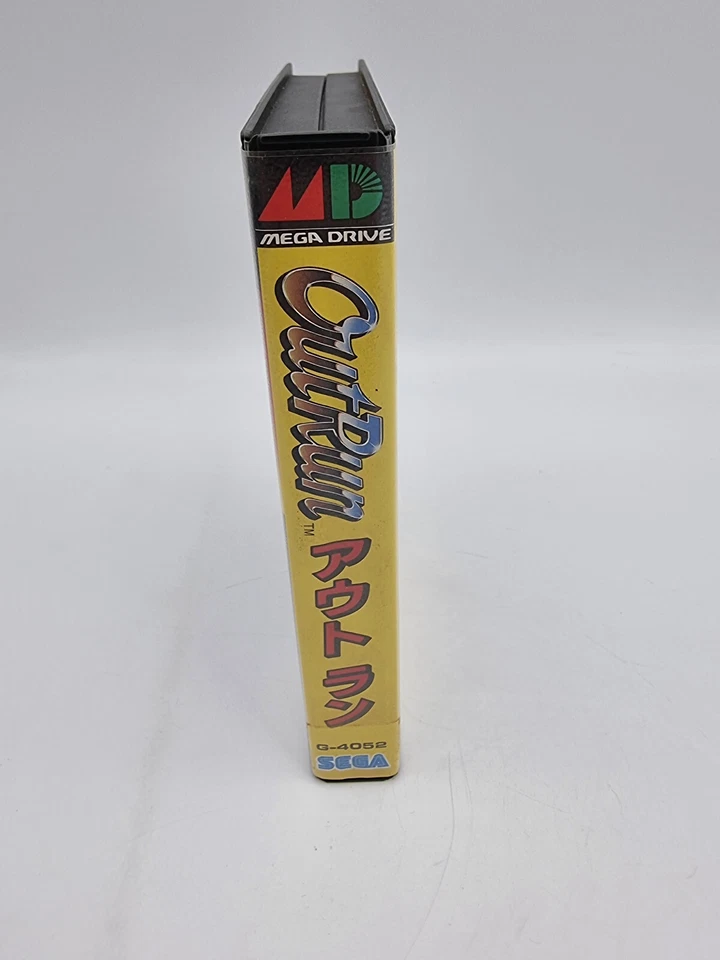 MD
MEGA DRIVE
OutRun
TM
アウトラン
G-4052
SEGA